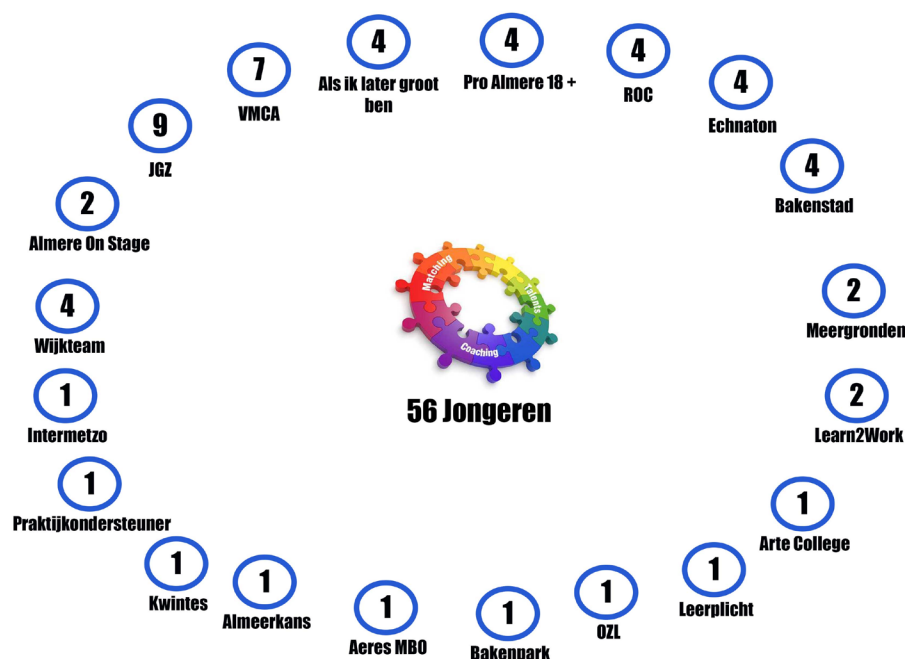 4
Als ik later groot
ben
4
Pro Almere 18 +
4
ROC
4
Echnaton
4
Bakenstad
2
Meergronden
2
Learn2Work
1
Arte College
1
Leerplicht
1
OZL
1
Bakenpark
1
Aeres MBO
1
Almeerkans
1
Kwintes
1
Praktijkondersteuner
1
Intermetzo
4
Wijkteam
2
Almere On Stage
9
JGZ
7
VMCA
Matching
Talents
Coaching
56 Jongeren